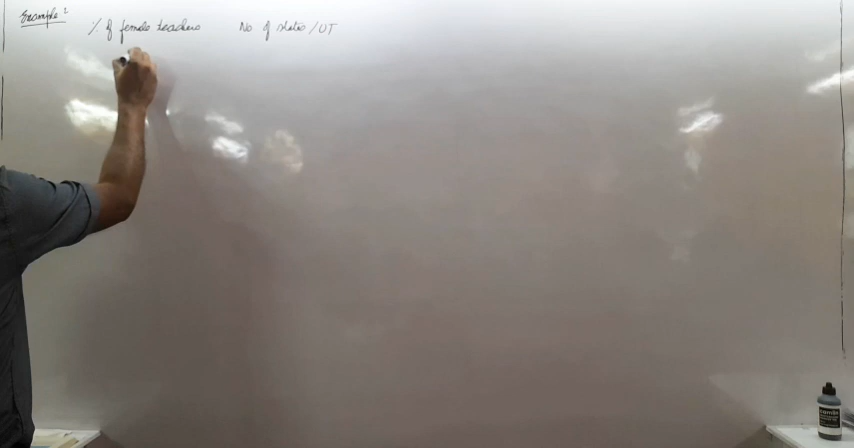 Example 2
% of female teachers No of states / UT